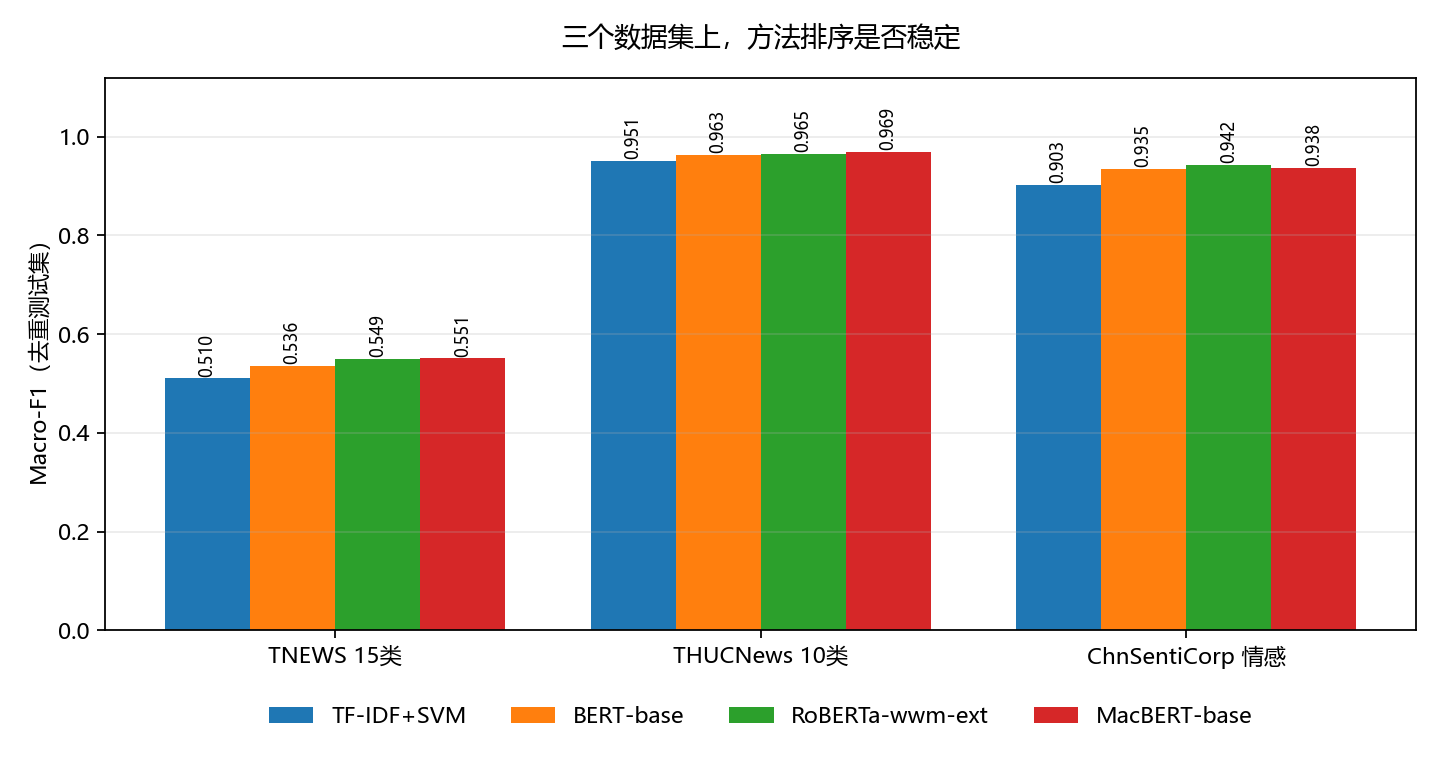 三个数据集上，方法排序是否稳定
Macro-F1（去重测试集）
1.0
0.8
0.6
0.4
0.2
0.0
0.510
0.536
0.549
0.551
0.951
0.963
0.965
0.969
0.903
0.935
0.942
0.938
TNEWS 15类
THUCNews 10类
ChnSentiCorp 情感
TF-IDF+SVM
BERT-base
RoBERTa-wwm-ext
MacBERT-base